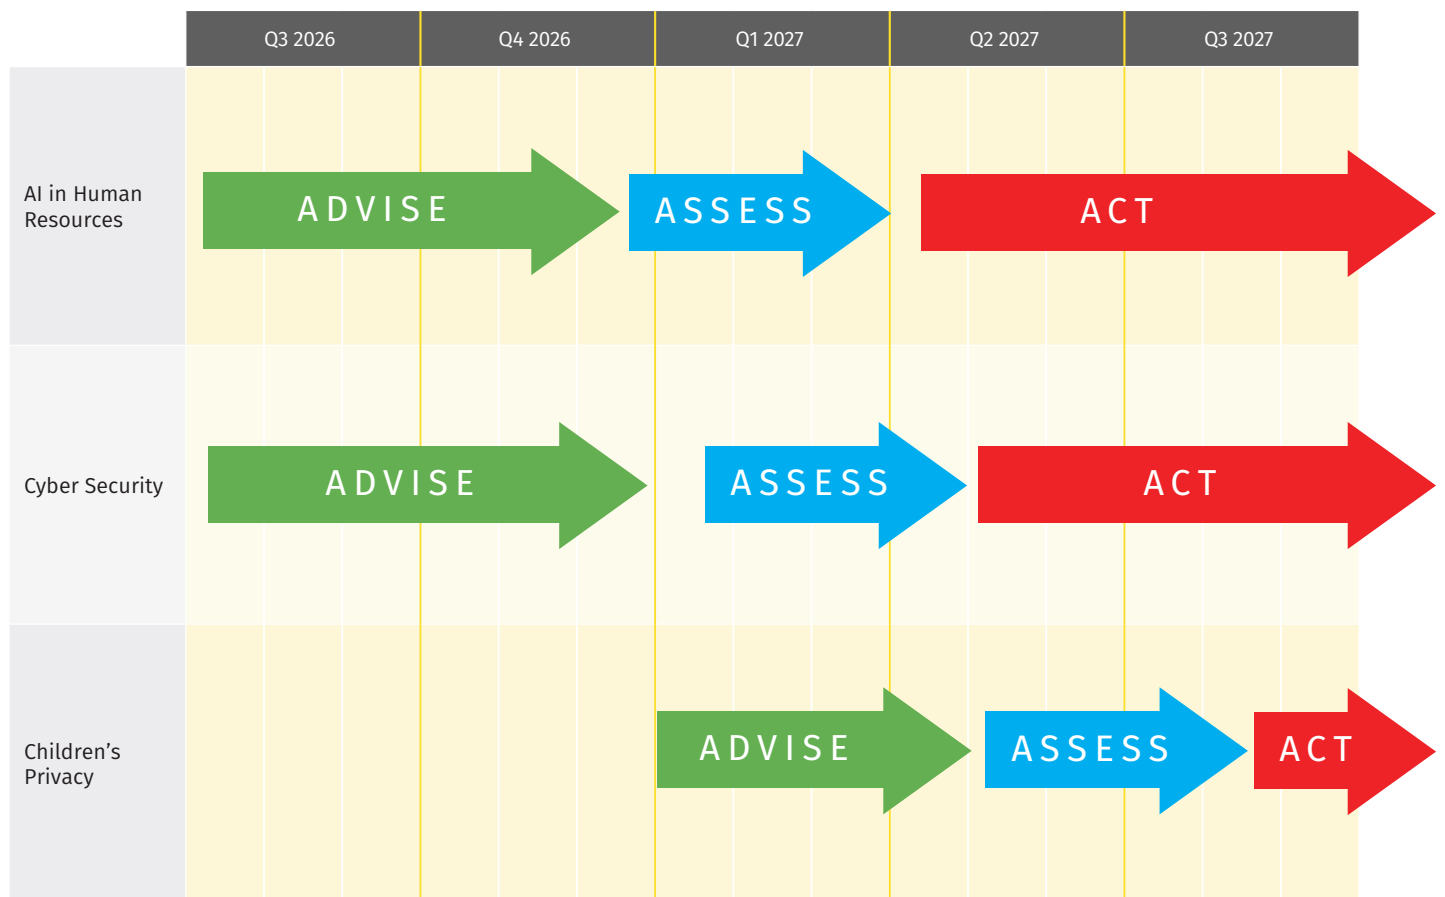 Q3 2026
Q4 2026
Q1 2027
Q2 2027
Q3 2027
AI in Human
Resources
ADVISE
ASSESS
ACT
Cyber Security
ADVISE
ASSESS
ACT
Children’s
Privacy
ADVISE
ASSESS
ACT